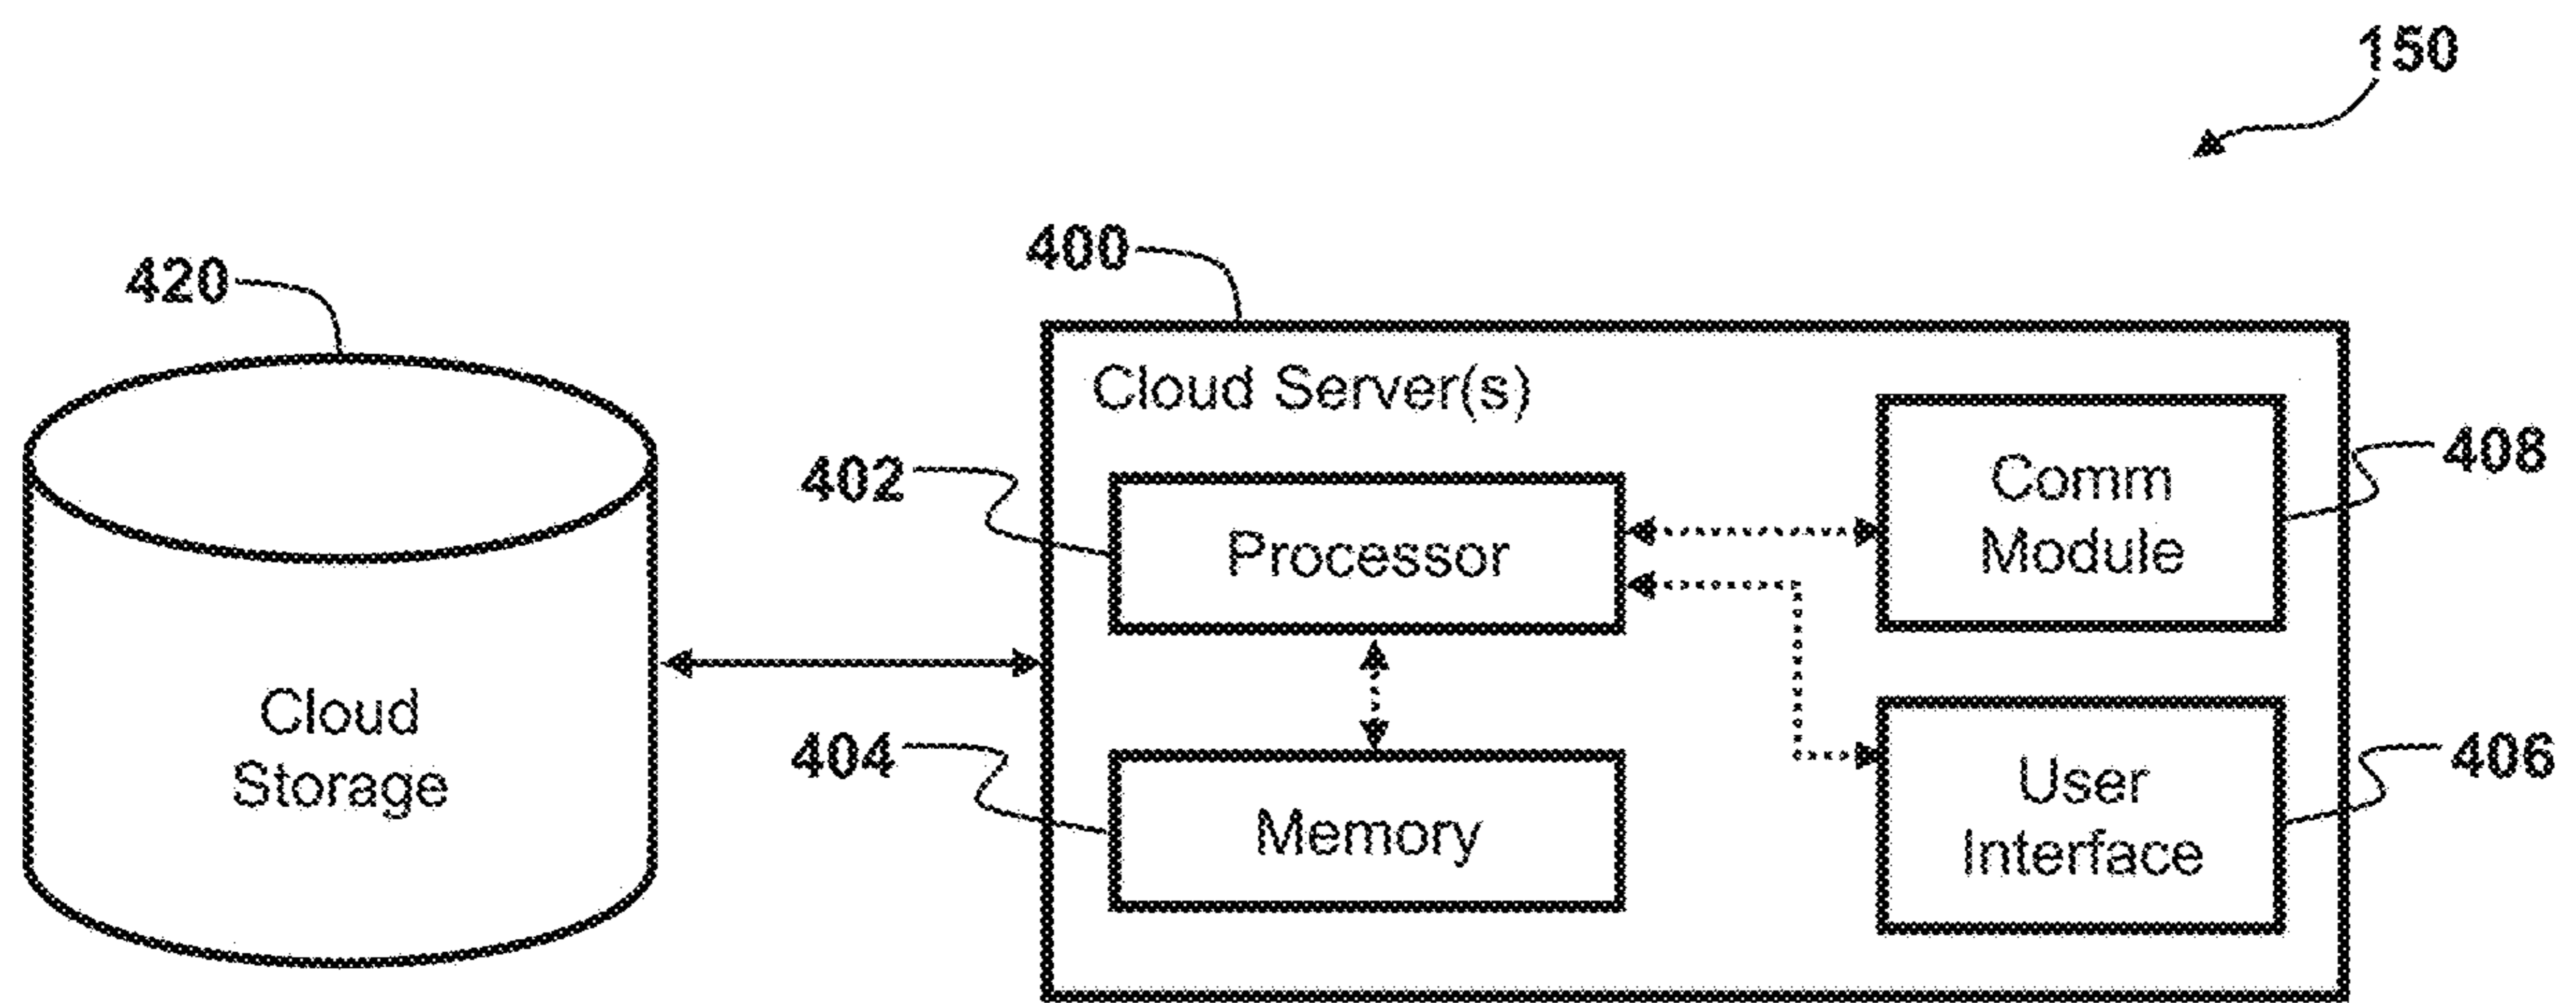 150
400
420
Cloud Server(s)
408
Comm
Module
402
Processor
404
Memory
406
User
Interface
Cloud
Storage